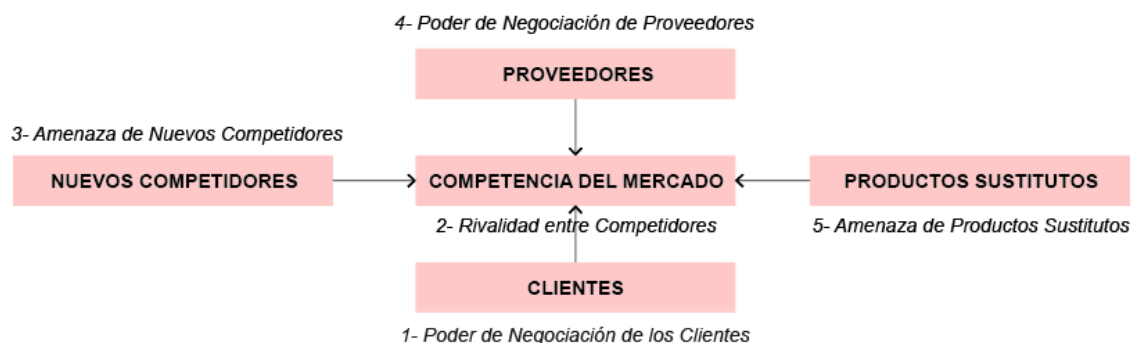 4- Poder de Negociación de Proveedores
PROVEEDORES
3- Amenaza de Nuevos Competidores
NUEVOS COMPETIDORES
COMPETENCIA DEL MERCADO
PRODUCTOS SUSTITUTOS
2- Rivalidad entre Competidores
5- Amenaza de Productos Sustitutos
CLIENTES
1- Poder de Negociación de los Clientes